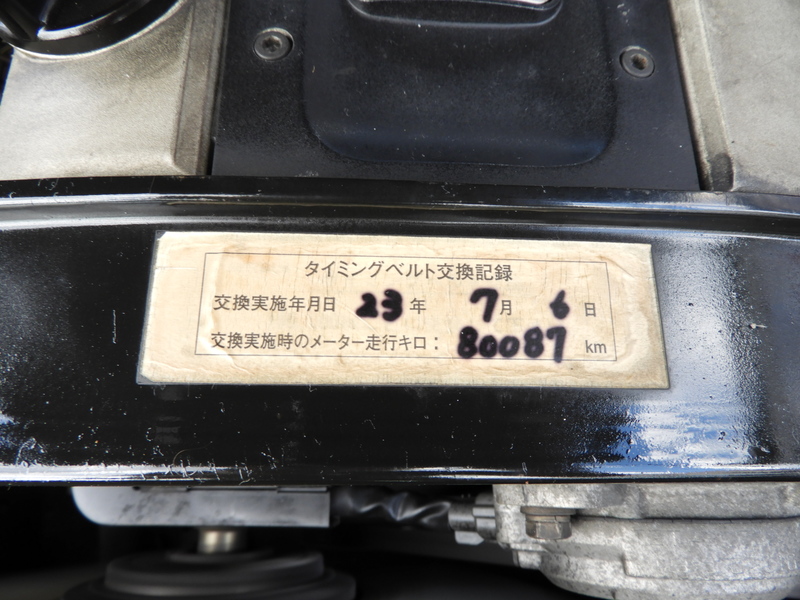 タイミングベルト交換記録
交換実施年月日 23年 7月 6日
交換実施時のメーター走行キロ: 80087 km